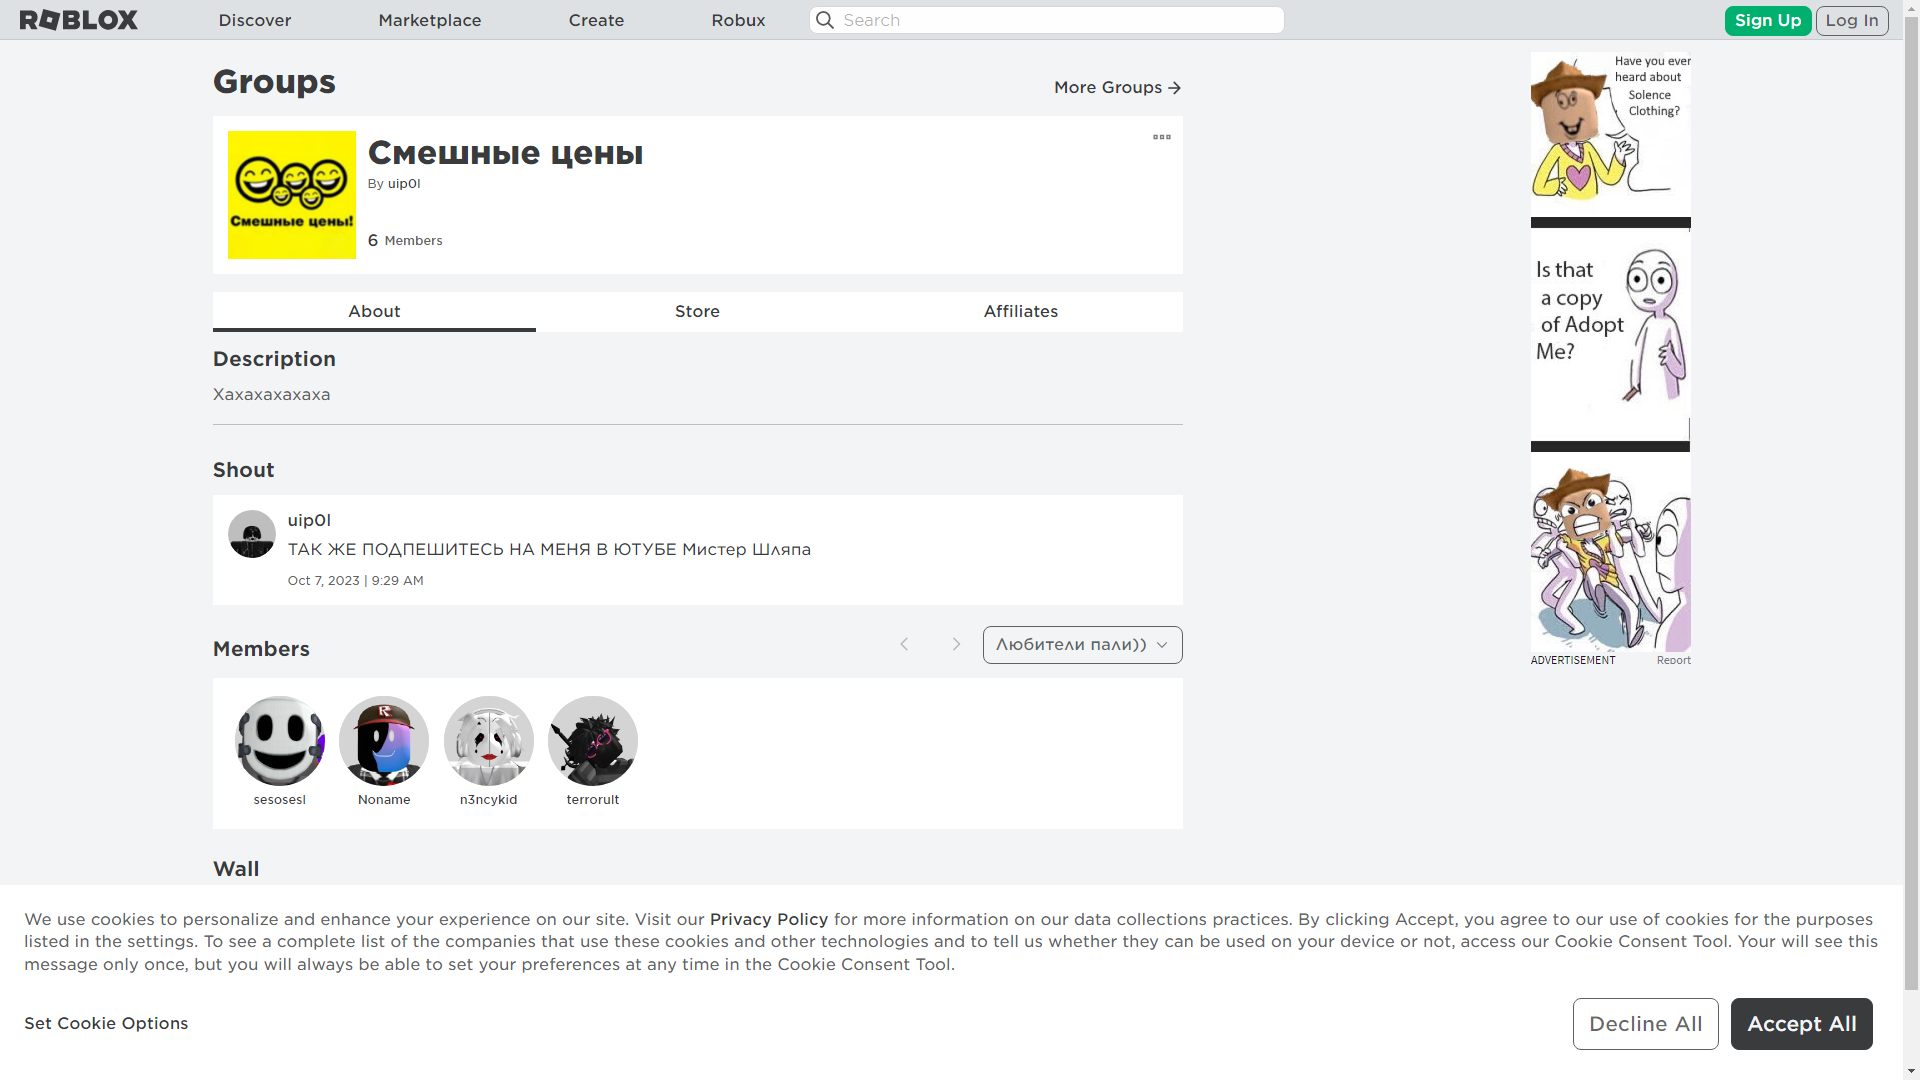 ROBLOX
Discover
Marketplace
Create
Robux
Search
Sign Up
Log In
Groups
More Groups
Смешные цены!
Смешные цены
By uip0l
6 Members
About
Store
Affiliates
Description
Хахахахахаха
Shout
uip0l
ТАК ЖЕ ПОДПЕШИТЕСЬ НА МЕНЯ В ЮТУБЕ Мистер Шляпа
Oct 7, 2023 | 9:29 AM
Members
Любители пали))
R
sesosesl
Noname
n3ncykid
terrorult
Wall
Have you ever
heard about
Solence
Clothing?
Is that
a copy
of Adopt
Me?
ADVERTISEMENT
Report
We use cookies to personalize and enhance your experience on our site. Visit our Privacy Policy for more information on our data collections practices. By clicking Accept, you agree to our use of cookies for the purposes
listed in the settings. To see a complete list of the companies that use these cookies and other technologies and to tell us whether they can be used on your device or not, access our Cookie Consent Tool. Your will see this
message only once, but you will always be able to set your preferences at any time in the Cookie Consent Tool.
Set Cookie Options
Decline All
Accept All